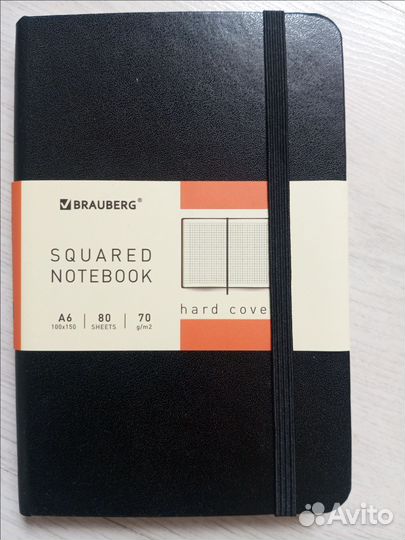 BRAUBERG®
SQUARED
NOTEBOOK
A6 | 80 | 70
100x150 SHEETS g/m2
hard cove
Avito